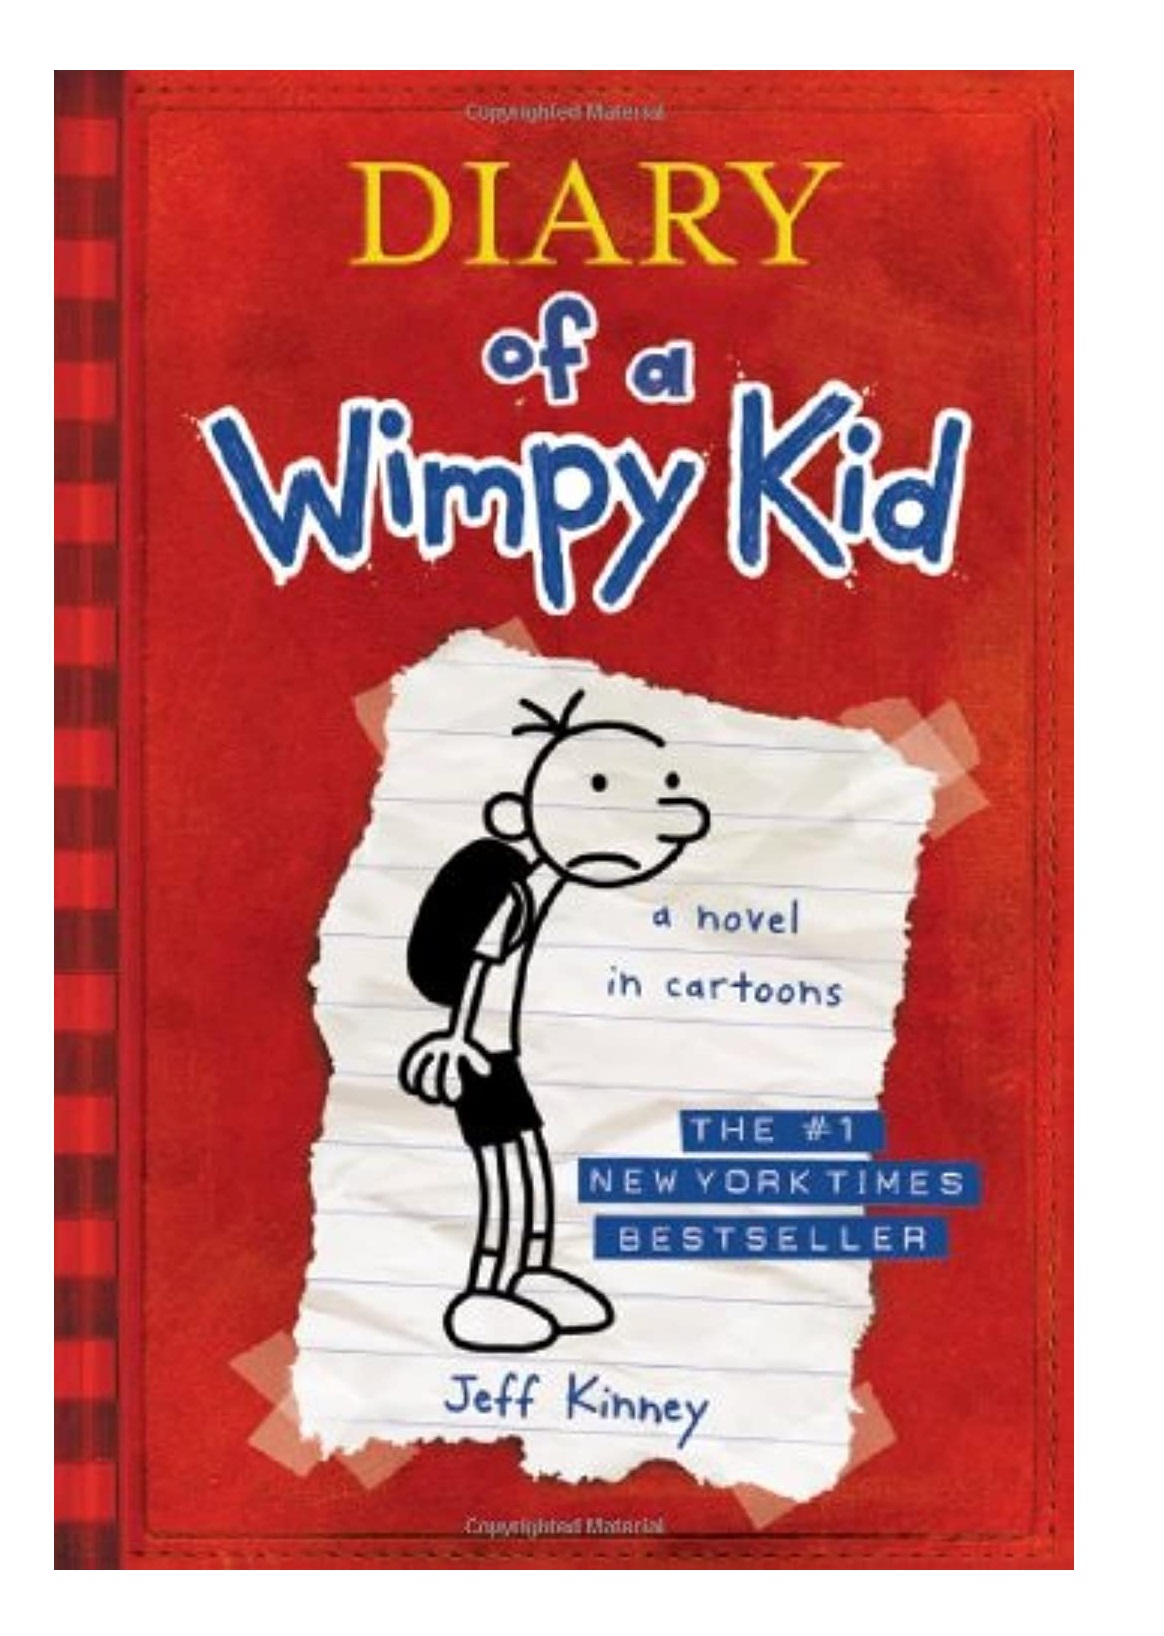 Copyrighted Material
DIARY
of a
Wimpy Kid
a novel
in cartoons
THE #1
NEW YORK TIMES
BESTSELLER
Jeff Kinney
Copyrighted Material